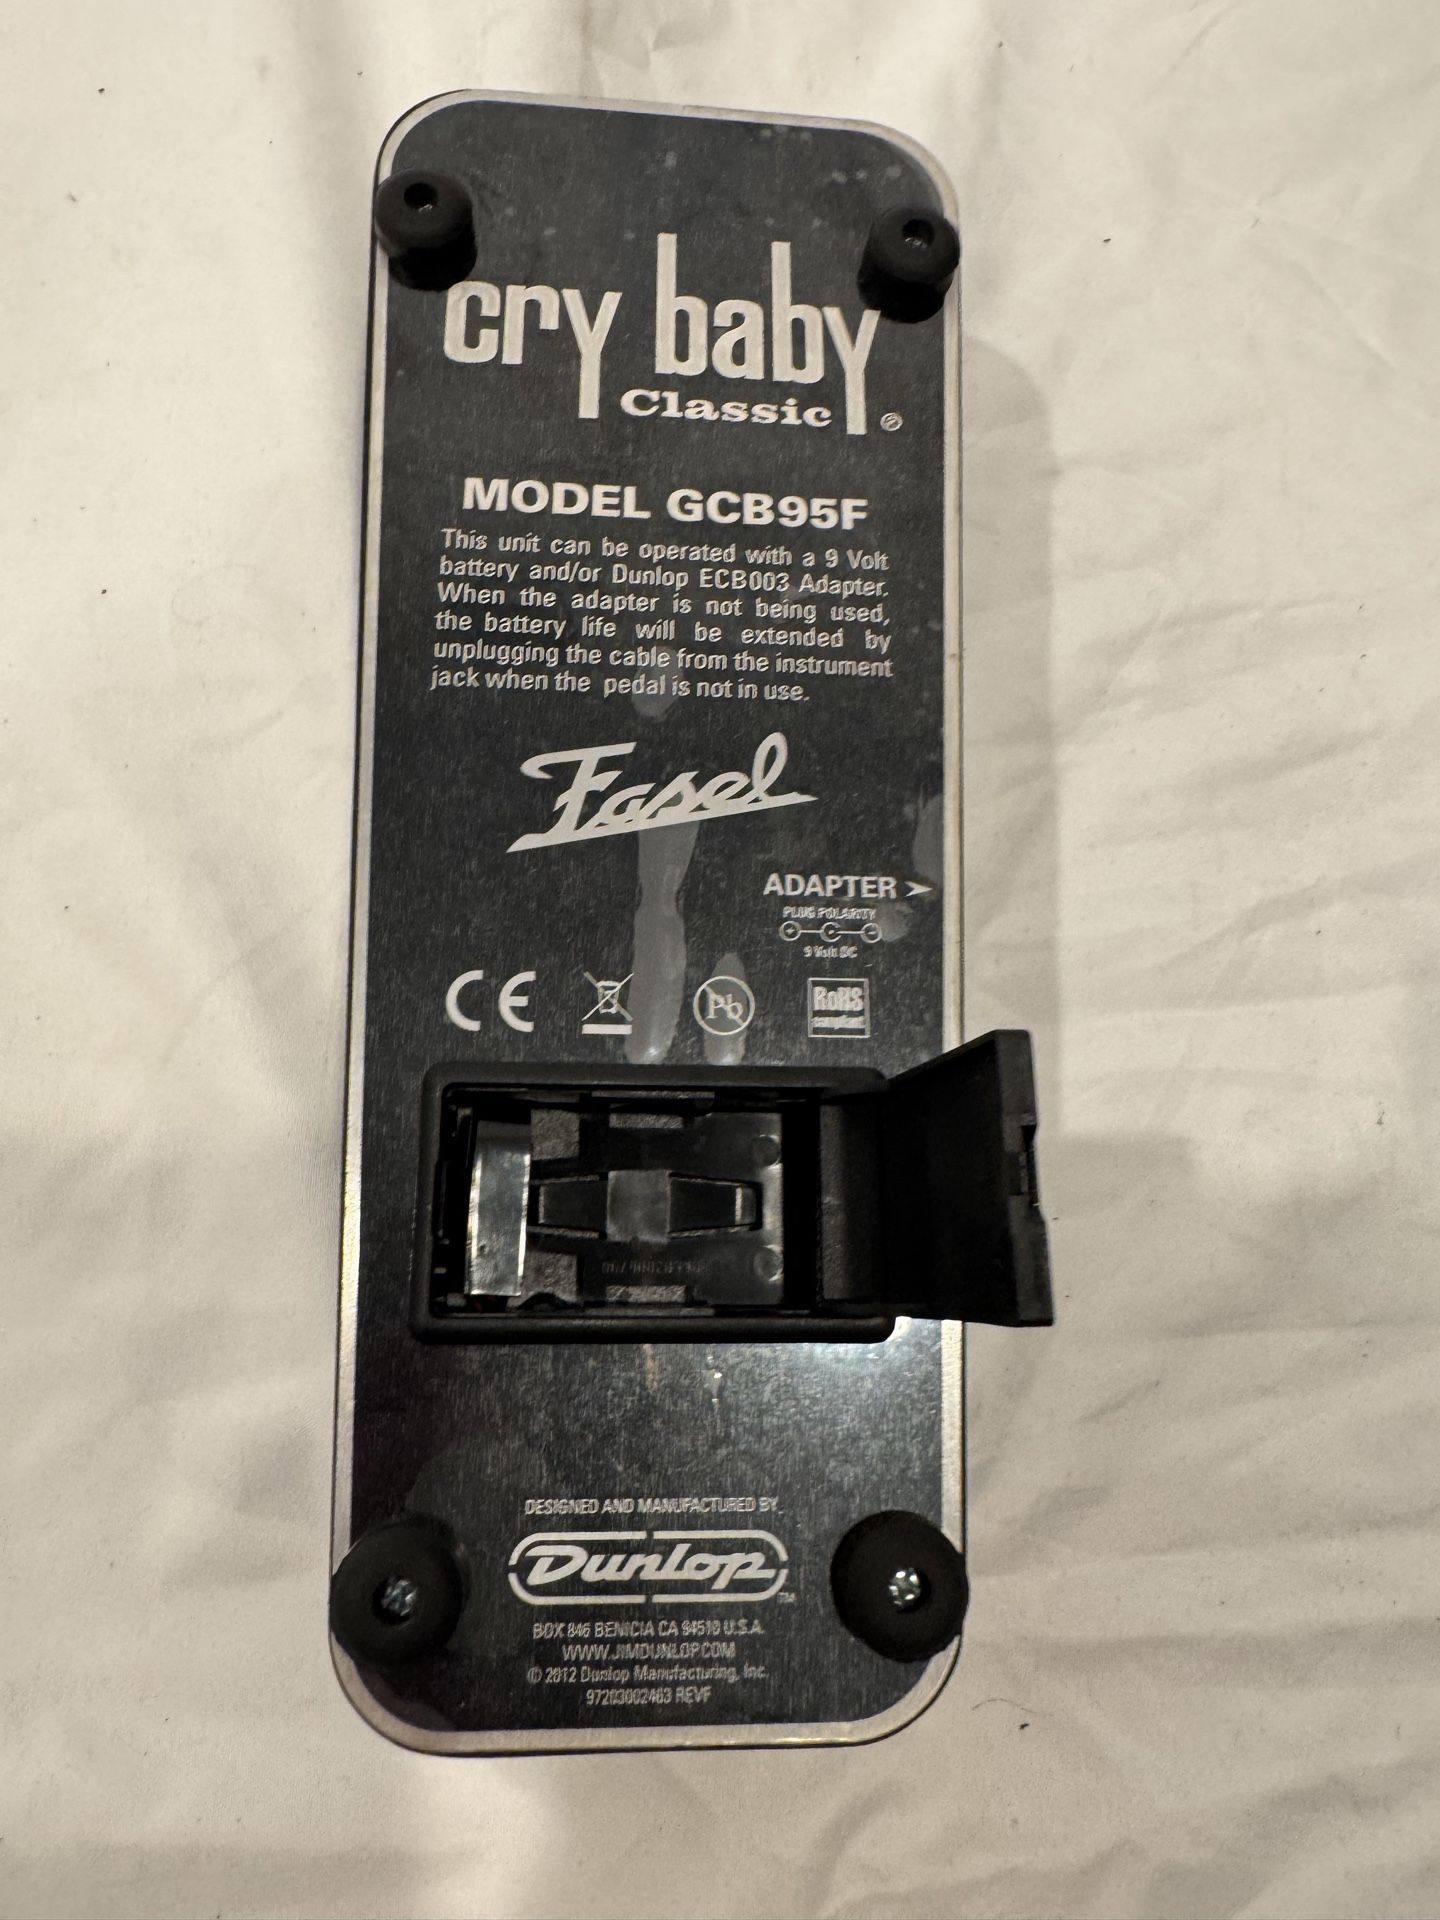 cry baby
Classic ®
MODEL GCB95F
This unit can be operated with a 9 Volt
battery and/or Dunlop ECB003 Adapter.
When the adapter is not being used,
the battery life will be extended by
unplugging the cable from the instrument
jack when the pedal is not in use.
Fasel
ADAPTER
PLUG POLARITY
+ C -
9 Volt DC
CE
Pb
RoHS
compliant
DESIGNED AND MANUFACTURED BY
Dunlop ™
BOX 846 BENICIA CA 94510 U.S.A.
WWW.JIMDUNLOP.COM
© 2012 Dunlop Manufacturing, Inc.
97203002463 REVF